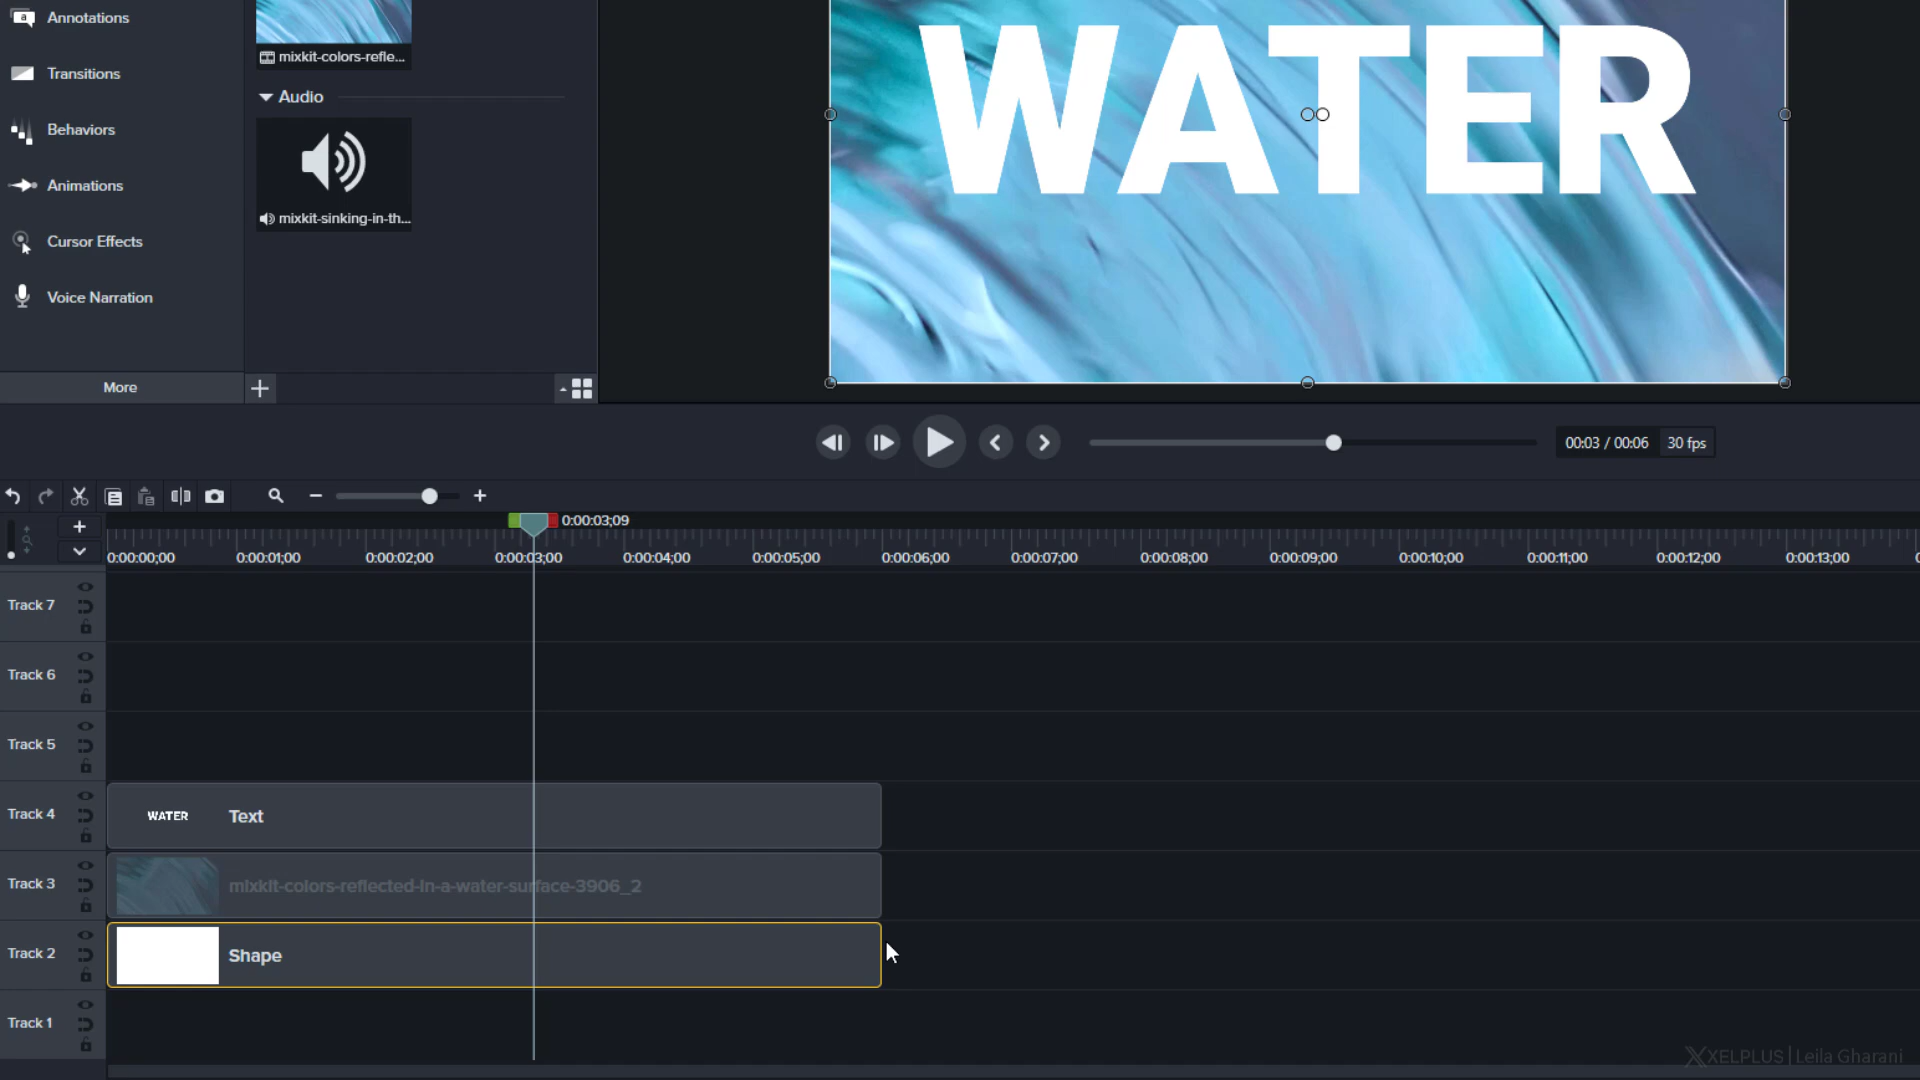 Annotations
Transitions
Behaviors
Animations
Cursor Effects
Voice Narration
More
mixkit-colors-refle...
Audio
mixkit-sinking-in-th...
WATER
00:03 / 00:06 30 fps
0:00:03;09
0:00:00;00 0:00:01;00 0:00:02;00 0:00:03;00 0:00:04;00 0:00:05;00 0:00:06;00 0:00:07;00 0:00:08;00 0:00:09;00 0:00:10;00 0:00:11;00 0:00:12;00 0:00:13;00
Track 7
Track 6
Track 5
Track 4 WATER Text
Track 3 mixkit-colors-reflected-in-a-water-surface-3906_2
Track 2 Shape
Track 1
XELPLUS | Leila Gharani